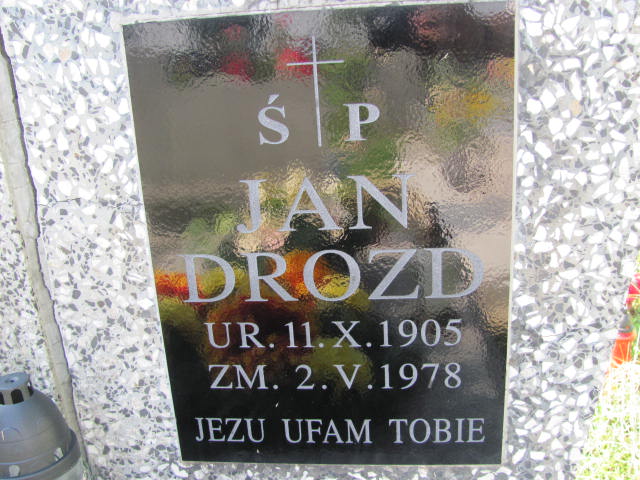 Ś P
JAN
DROZD
UR. 11. X. 1905
ZM. 2. V. 1978
JEZU UFAM TOBIE